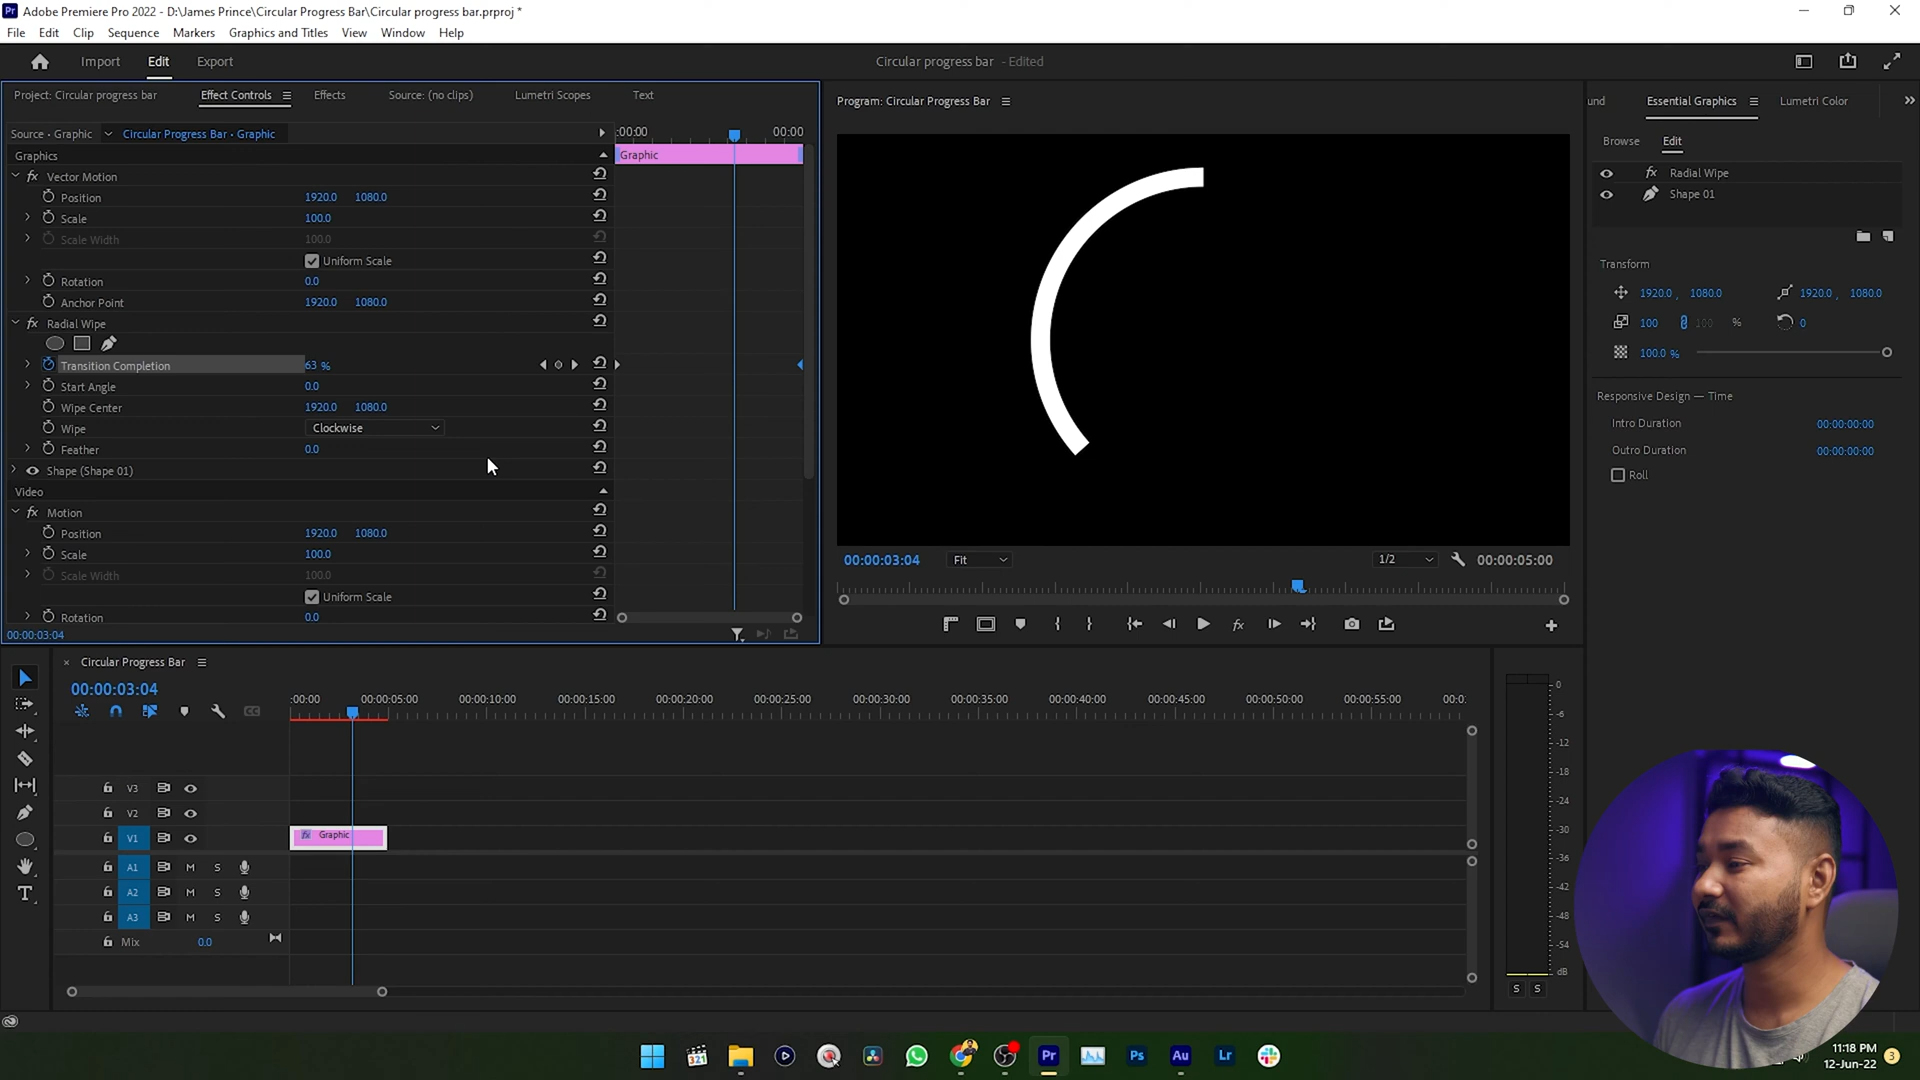 Adobe Premiere Pro 2022 - D:\James Prince\Circular Progress Bar\Circular progress bar.prproj *
File Edit Clip Sequence Markers Graphics and Titles View Window Help
Import Edit Export
Circular progress bar - Edited
Project: Circular progress bar Effect Controls Effects Source: (no clips) Lumetri Scopes Text
Source • Graphic Circular Progress Bar • Graphic
:00:00 00:00
Graphics
Graphic
Vector Motion
Position 1920.0 1080.0
Scale 100.0
Scale Width 100.0
Uniform Scale
Rotation 0.0
Anchor Point 1920.0 1080.0
Radial Wipe
Transition Completion 63 %
Start Angle 0.0
Wipe Center 1920.0 1080.0
Wipe Clockwise
Feather 0.0
Shape (Shape 01)
Video
Motion
Position 1920.0 1080.0
Scale 100.0
Scale Width 100.0
Uniform Scale
Rotation 0.0
00:00:03:04
Program: Circular Progress Bar
00:00:03:04 Fit 1/2 00:00:05:00
und Essential Graphics Lumetri Color
Browse Edit
Radial Wipe
Shape 01
Transform
1920.0 , 1080.0 1920.0 , 1080.0
100 100 % 0
100.0 %
Responsive Design — Time
Intro Duration 00:00:00:00
Outro Duration 00:00:00:00
Roll
Circular Progress Bar
00:00:03:04
:00:00 00:00:05:00 00:00:10:00 00:00:15:00 00:00:20:00 00:00:25:00 00:00:30:00 00:00:35:00 00:00:40:00 00:00:45:00 00:00:50:00 00:00:55:00 00:0:
V3
V2
V1 Graphic
A1 M S
A2 M S
A3 M S
Mix 0.0
0
-6
-12
-18
-24
-30
-36
-42
-48
-54
dB
S S
321
Pr Ps Au Lr
11:18 PM
12-Jun-22
3